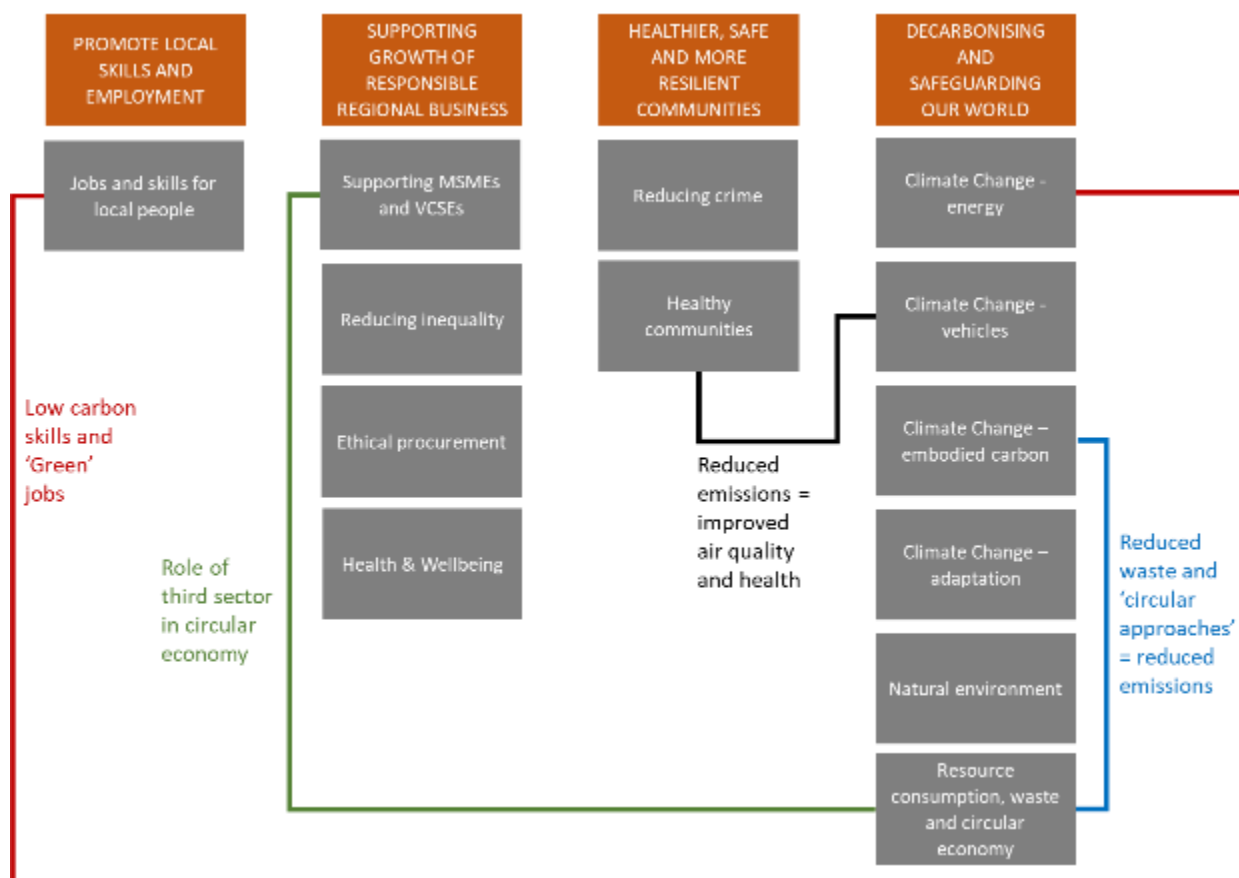 PROMOTE LOCAL
SKILLS AND
EMPLOYMENT
SUPPORTING
GROWTH OF
RESPONSIBLE
REGIONAL BUSINESS
HEALTHIER, SAFE
AND MORE
RESILIENT
COMMUNITIES
DECARBONISING
AND
SAFEGUARDING
OUR WORLD
Jobs and skills for
local people
Supporting MSMEs
and VCSEs
Reducing crime
Climate Change -
energy
Reducing inequality
Healthy
communities
Climate Change -
vehicles
Low carbon
skills and
‘Green’
jobs
Ethical procurement
Climate Change –
embodied carbon
Reduced
emissions =
improved
air quality
and health
Role of
third sector
in circular
economy
Health & Wellbeing
Climate Change –
adaptation
Reduced
waste and
‘circular
approaches’
= reduced
emissions
Natural environment
Resource
consumption, waste
and circular
economy